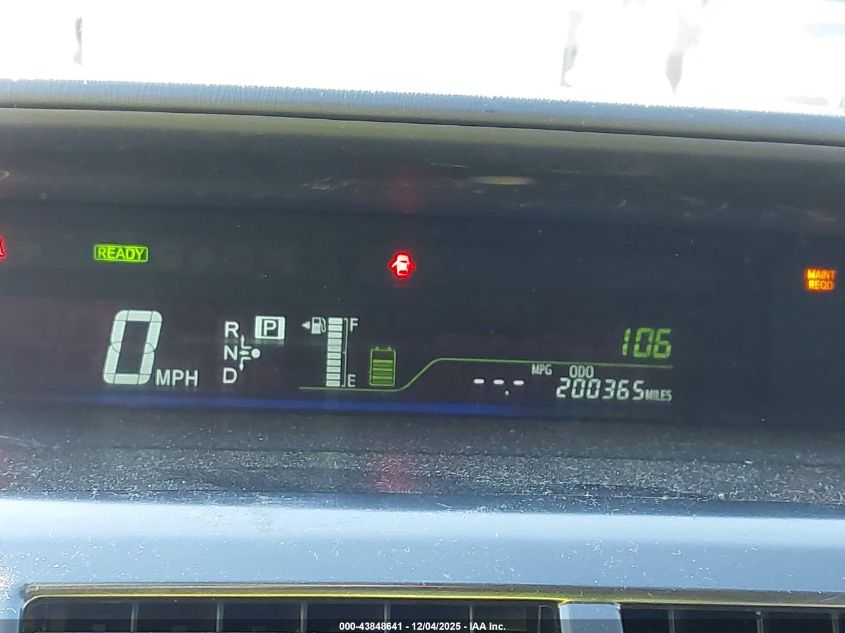 READY
MAINT
REQD
0 MPH
R P
N
D
F
E
106
MPG ODO
--.- 200365 MILES
000-43848641 - 12/04/2025 - IAA Inc.